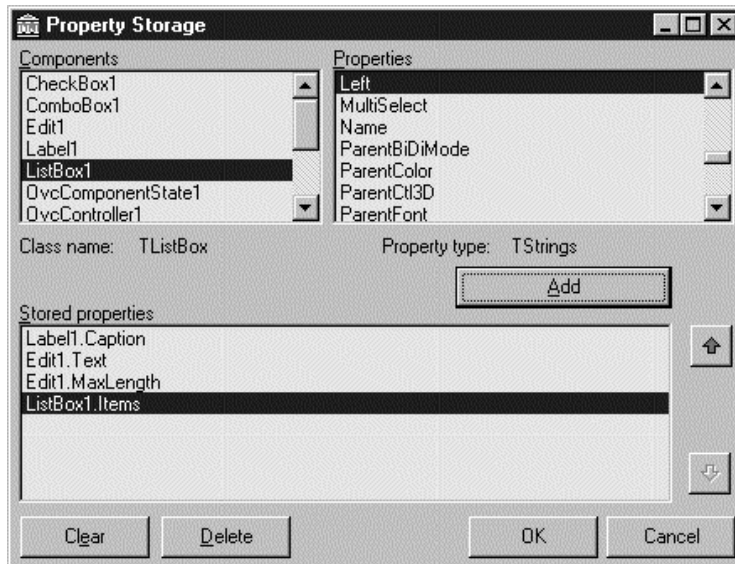 Property Storage
Components
CheckBox1
ComboBox1
Edit1
Label1
ListBox1
OvcComponentState1
OvcController1
Properties
Left
MultiSelect
Name
ParentBiDiMode
ParentColor
ParentCtl3D
ParentFont
Class name: TListBox
Property type: TStrings
Add
Stored properties
Label1.Caption
Edit1.Text
Edit1.MaxLength
ListBox1.Items
Clear
Delete
OK
Cancel